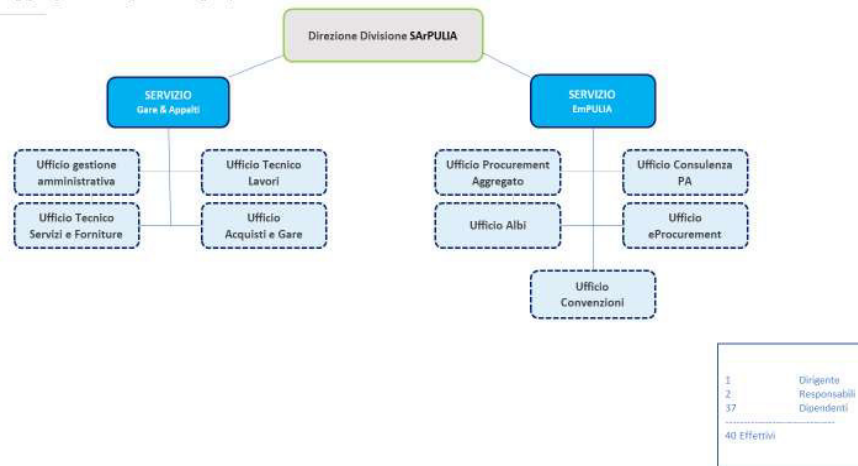 Direzione Divisione SArPULIA
SERVIZIO
Gare & Appalti
SERVIZIO
EmPULIA
Ufficio gestione
amministrativa
Ufficio Tecnico
Lavori
Ufficio Procurement
Aggregato
Ufficio Consulenza
PA
Ufficio Tecnico
Servizi e Forniture
Ufficio
Acquisti e Gare
Ufficio Albi
Ufficio
eProcurement
Ufficio
Convenzioni
1 Dirigente
2 Responsabili
37 Dipendenti
------------------------------
40 Effettivi